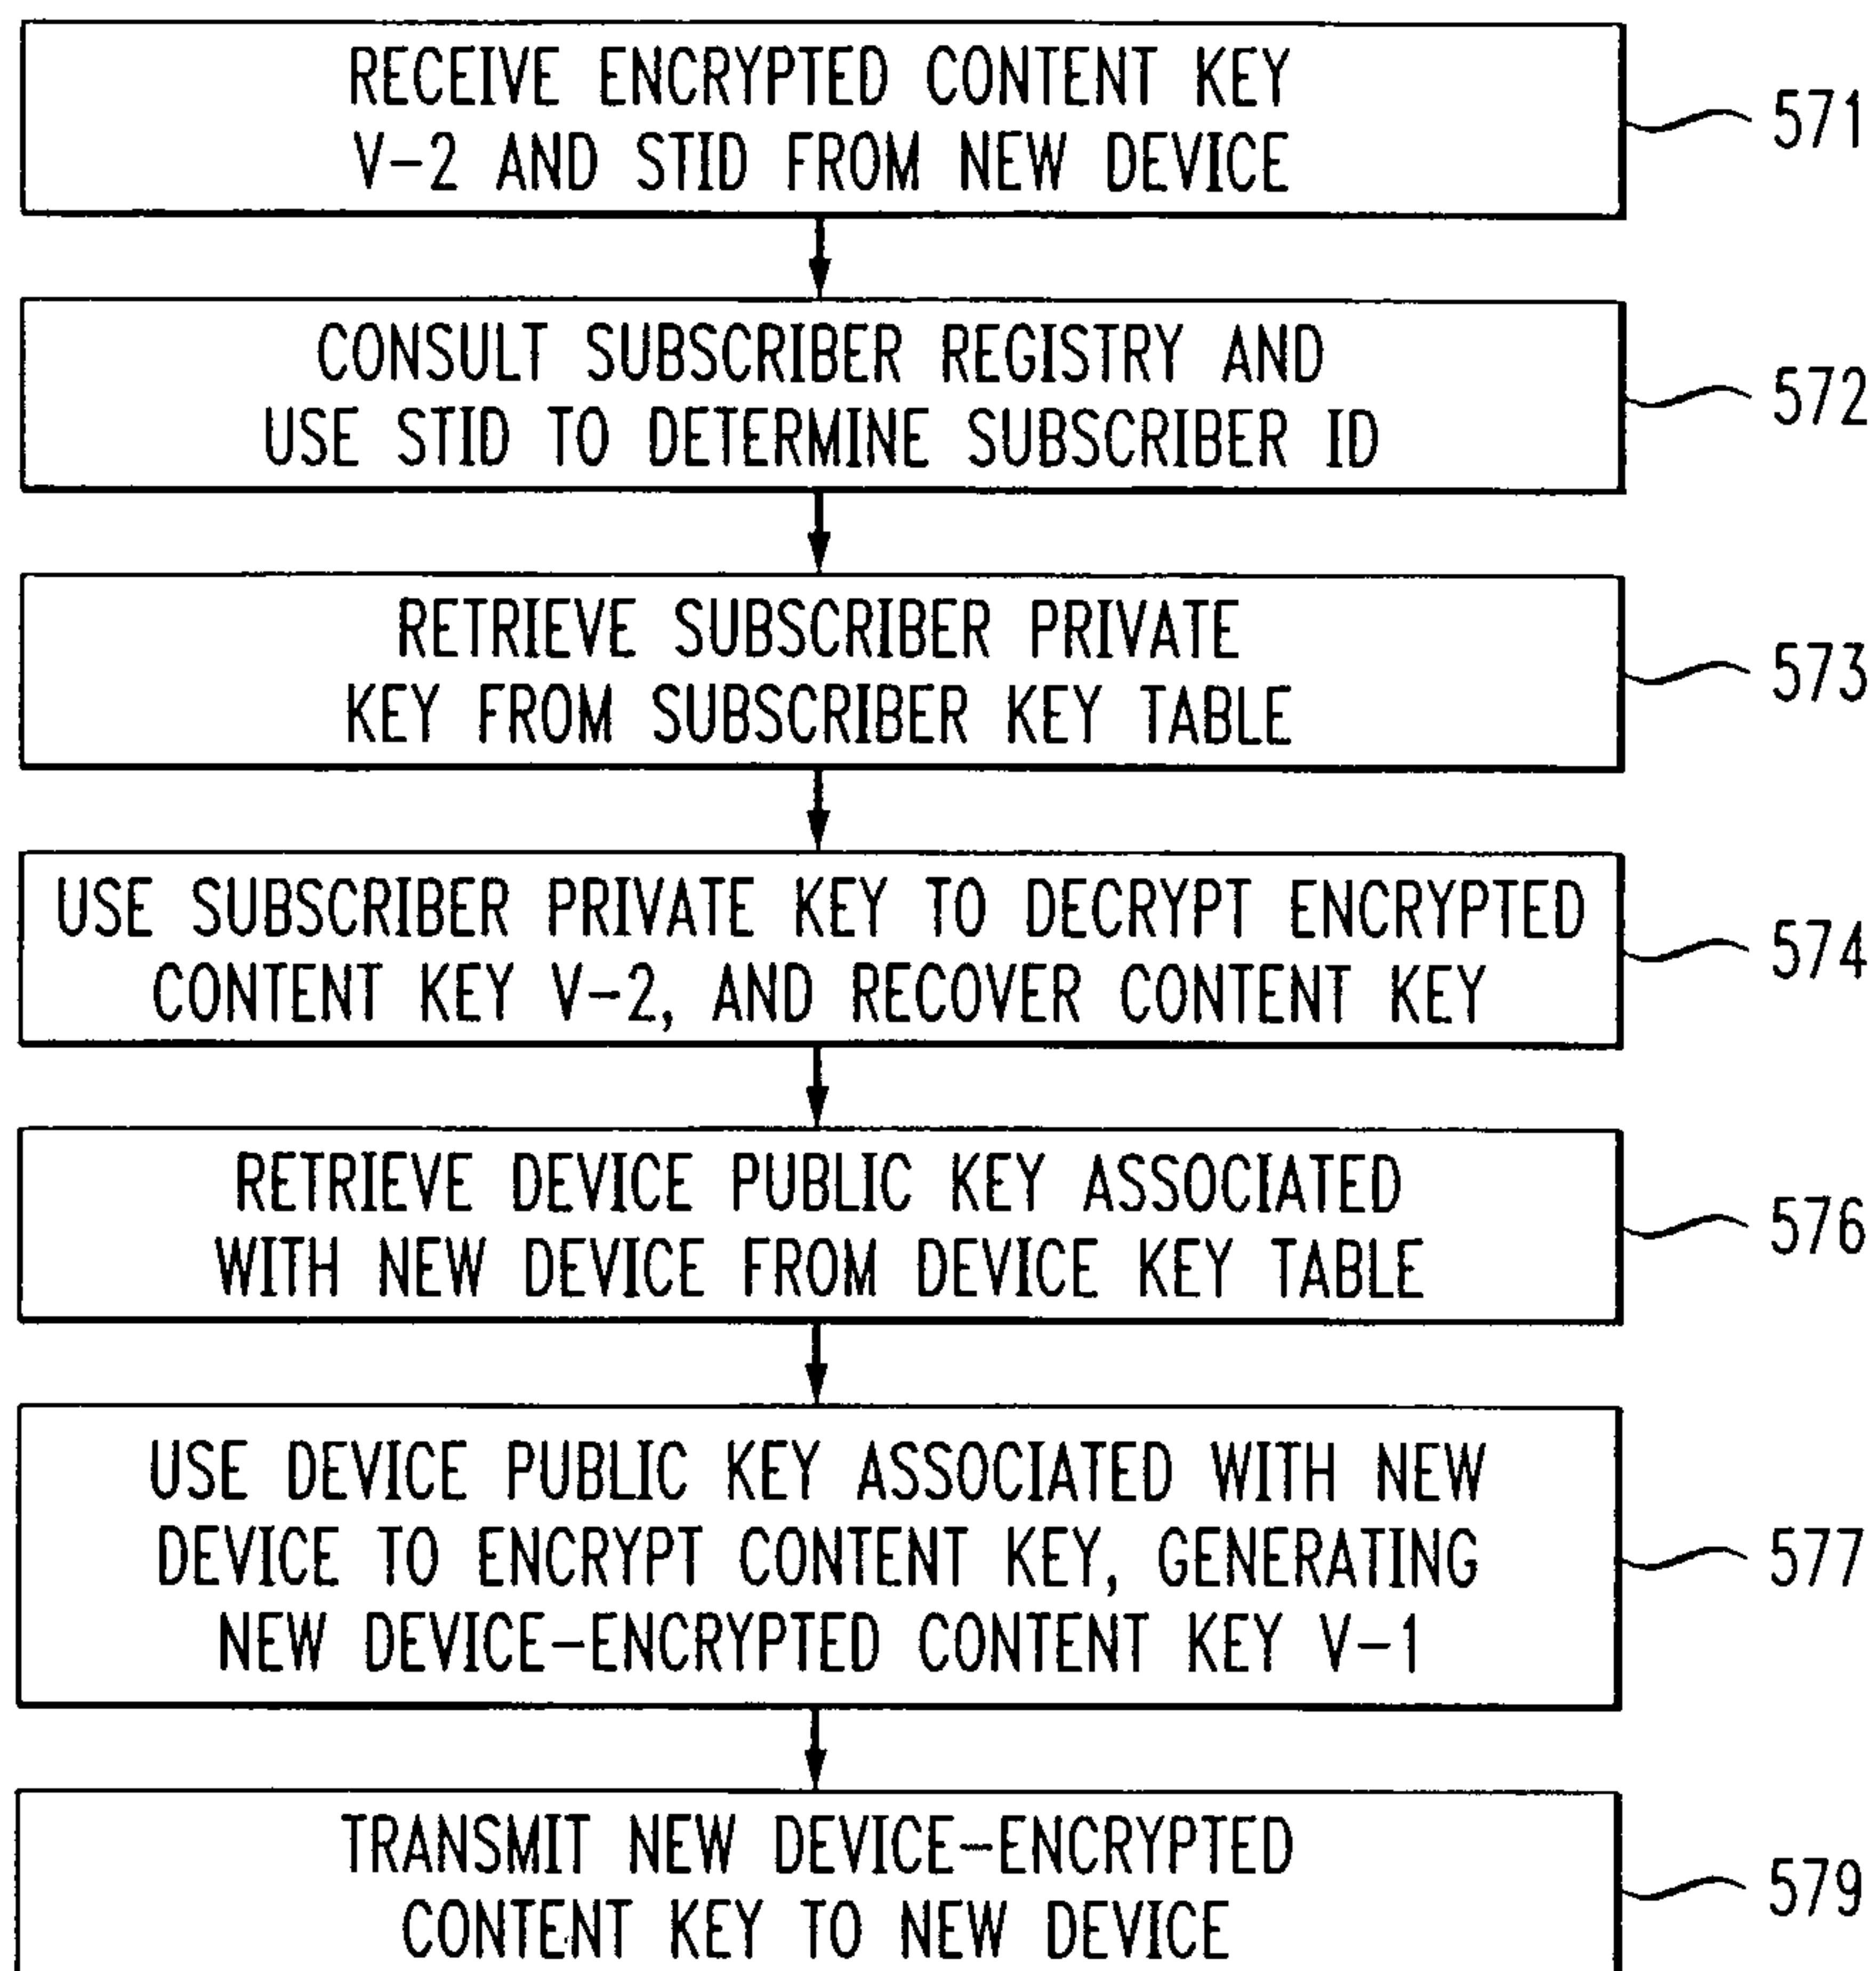 RECEIVE ENCRYPTED CONTENT KEY
V-2 AND STID FROM NEW DEVICE
571
CONSULT SUBSCRIBER REGISTRY AND
USE STID TO DETERMINE SUBSCRIBER ID
572
RETRIEVE SUBSCRIBER PRIVATE
KEY FROM SUBSCRIBER KEY TABLE
573
USE SUBSCRIBER PRIVATE KEY TO DECRYPT ENCRYPTED
CONTENT KEY V-2, AND RECOVER CONTENT KEY
574
RETRIEVE DEVICE PUBLIC KEY ASSOCIATED
WITH NEW DEVICE FROM DEVICE KEY TABLE
576
USE DEVICE PUBLIC KEY ASSOCIATED WITH NEW
DEVICE TO ENCRYPT CONTENT KEY, GENERATING
NEW DEVICE-ENCRYPTED CONTENT KEY V-1
577
TRANSMIT NEW DEVICE-ENCRYPTED
CONTENT KEY TO NEW DEVICE
579